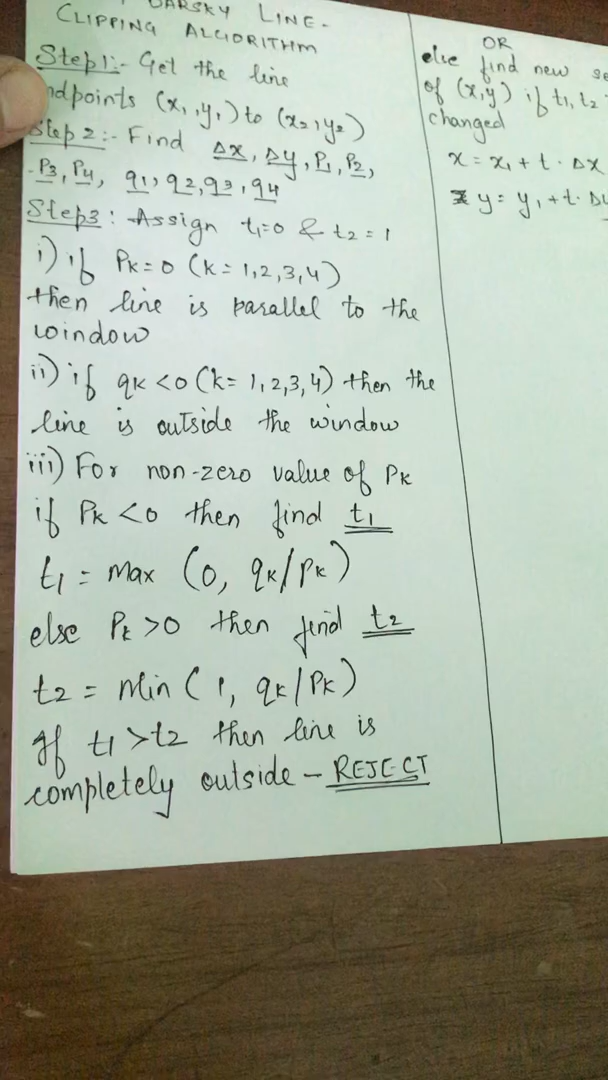 BARSKY LINE-
CLIPPING ALGIORITHM
Step1:- Get the line
endpoints (x₁,y₁) to (x₂,y₂)
Step 2:- Find Δx, Δy, P₁, P₂,
P₃, P₄, q₁, q₂, q₃, q₄
Step3: Assign t₁=0 & t₂=1
i) if Pk=0 (k=1,2,3,4)
then line is parallel to the
window
ii) if qk<0 (k=1,2,3,4) then the
line is outside the window
iii) For non-zero value of Pk
if Pk<0 then find t₁
t₁ = max (0, qk/pk)
else Pk>0 then find t₂
t₂ = Min (1, qk/Pk)
If t₁>t₂ then line is
completely outside - REJECT
OR
else find new se
of (x,y) if t₁, t₂
changed
x = x₁ + t·Δx
y = y₁ + t·Δy